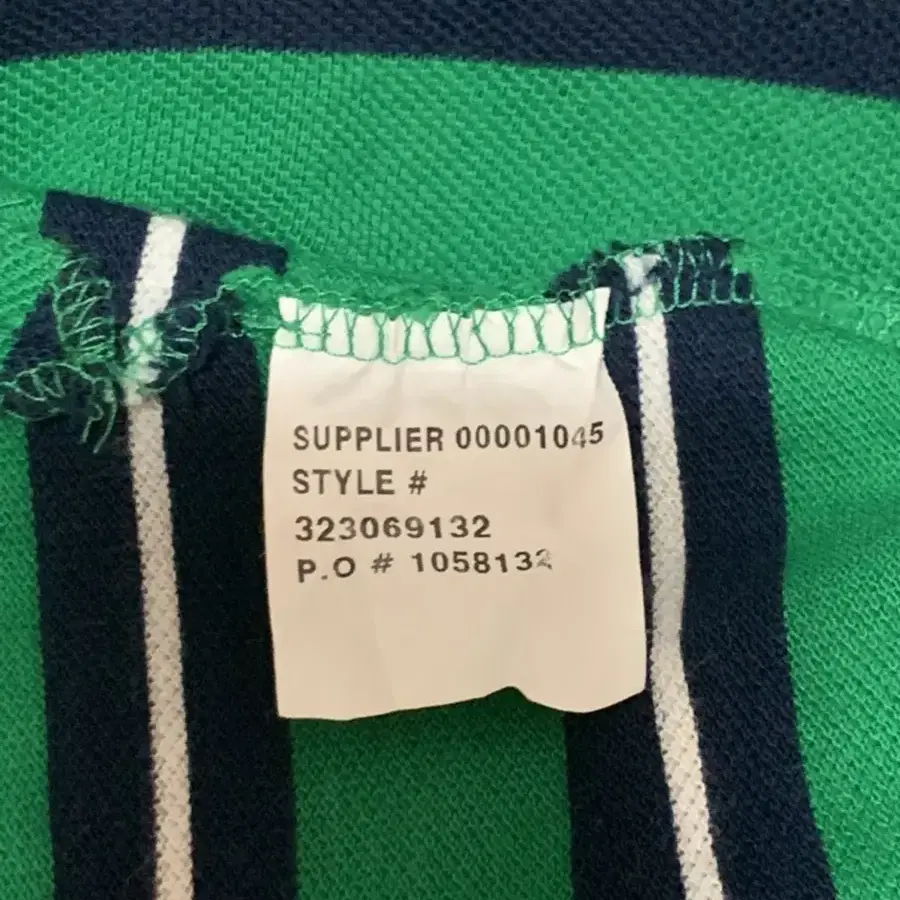 SUPPLIER 00001045
STYLE #
323069132
P.O # 1058132